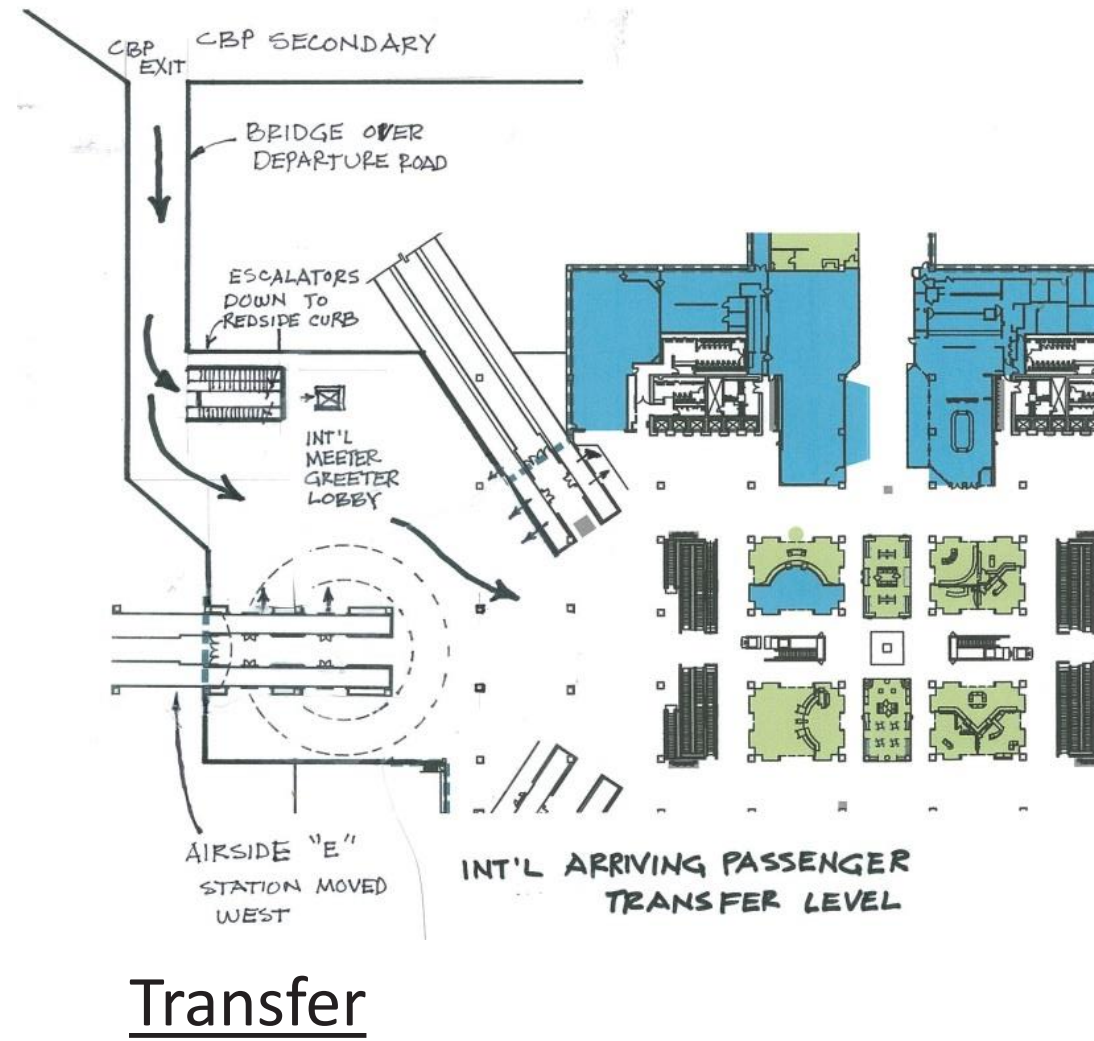 CBP
EXIT
CBP SECONDARY
BRIDGE OVER
DEPARTURE ROAD
ESCALATORS
DOWN TO
REDSIDE CURB
INT'L
MEETER
GREETER
LOBBY
AIRSIDE "E"
STATION MOVED
WEST
INT'L ARRIVING PASSENGER
TRANSFER LEVEL
Transfer